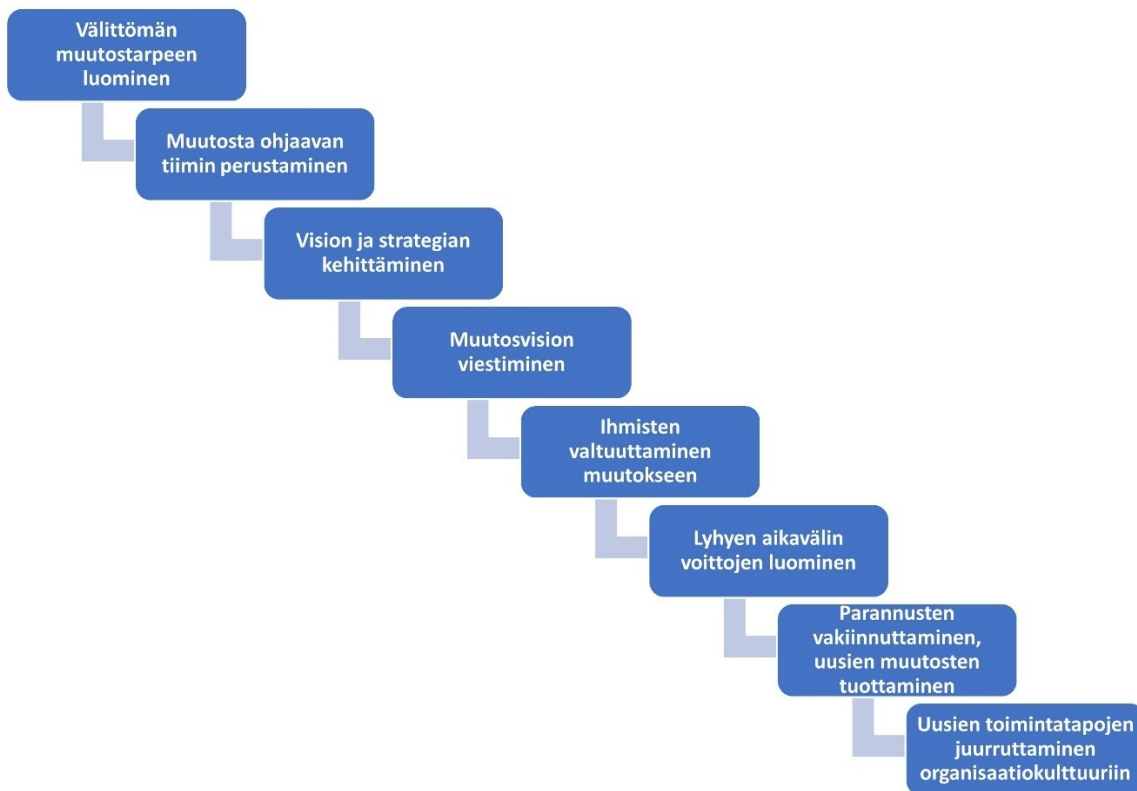 Välittömän
muutostarpeen
luominen
Muutosta ohjaavan
tiimin perustaminen
Vision ja strategian
kehittäminen
Muutosvision
viestiminen
Ihmisten
valtuuttaminen
muutokseen
Lyhyen aikavälin
voittojen luominen
Parannusten
vakiinnuttaminen,
uusien muutosten
tuottaminen
Uusien toimintatapojen
juurruttaminen
organisaatiokulttuuriin